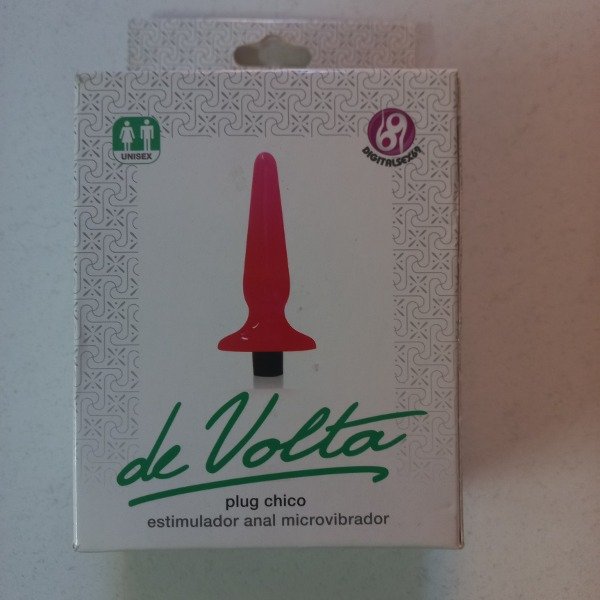 UNISEX
DIGITALSEX69
de Volta
plug chico
estimulador anal microvibrador